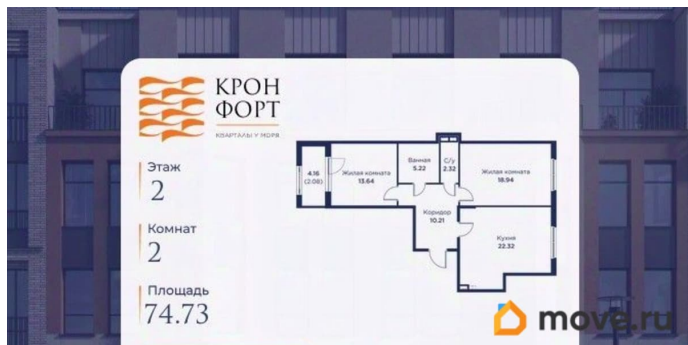 КРОН
ФОРТ
КВАРТАЛЫ У МОРЯ
Этаж
2
Комнат
2
Площадь
74.73
4.16
(2.08)
Жилая комната
13.64
Ванная
5.22
С/у
2.32
Жилая комната
18.94
Коридор
10.21
Кухня
22.32
move.ru